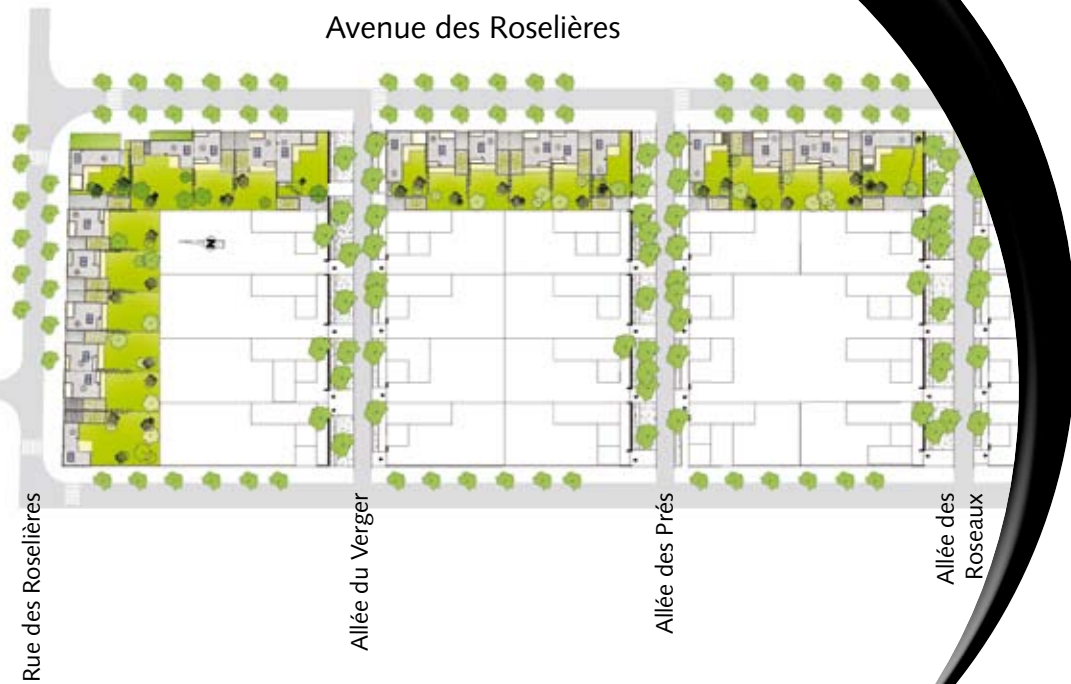 Avenue des Roselières
N
Rue des Roselières
Allée du Verger
Allée des Prés
Allée des
Roseaux